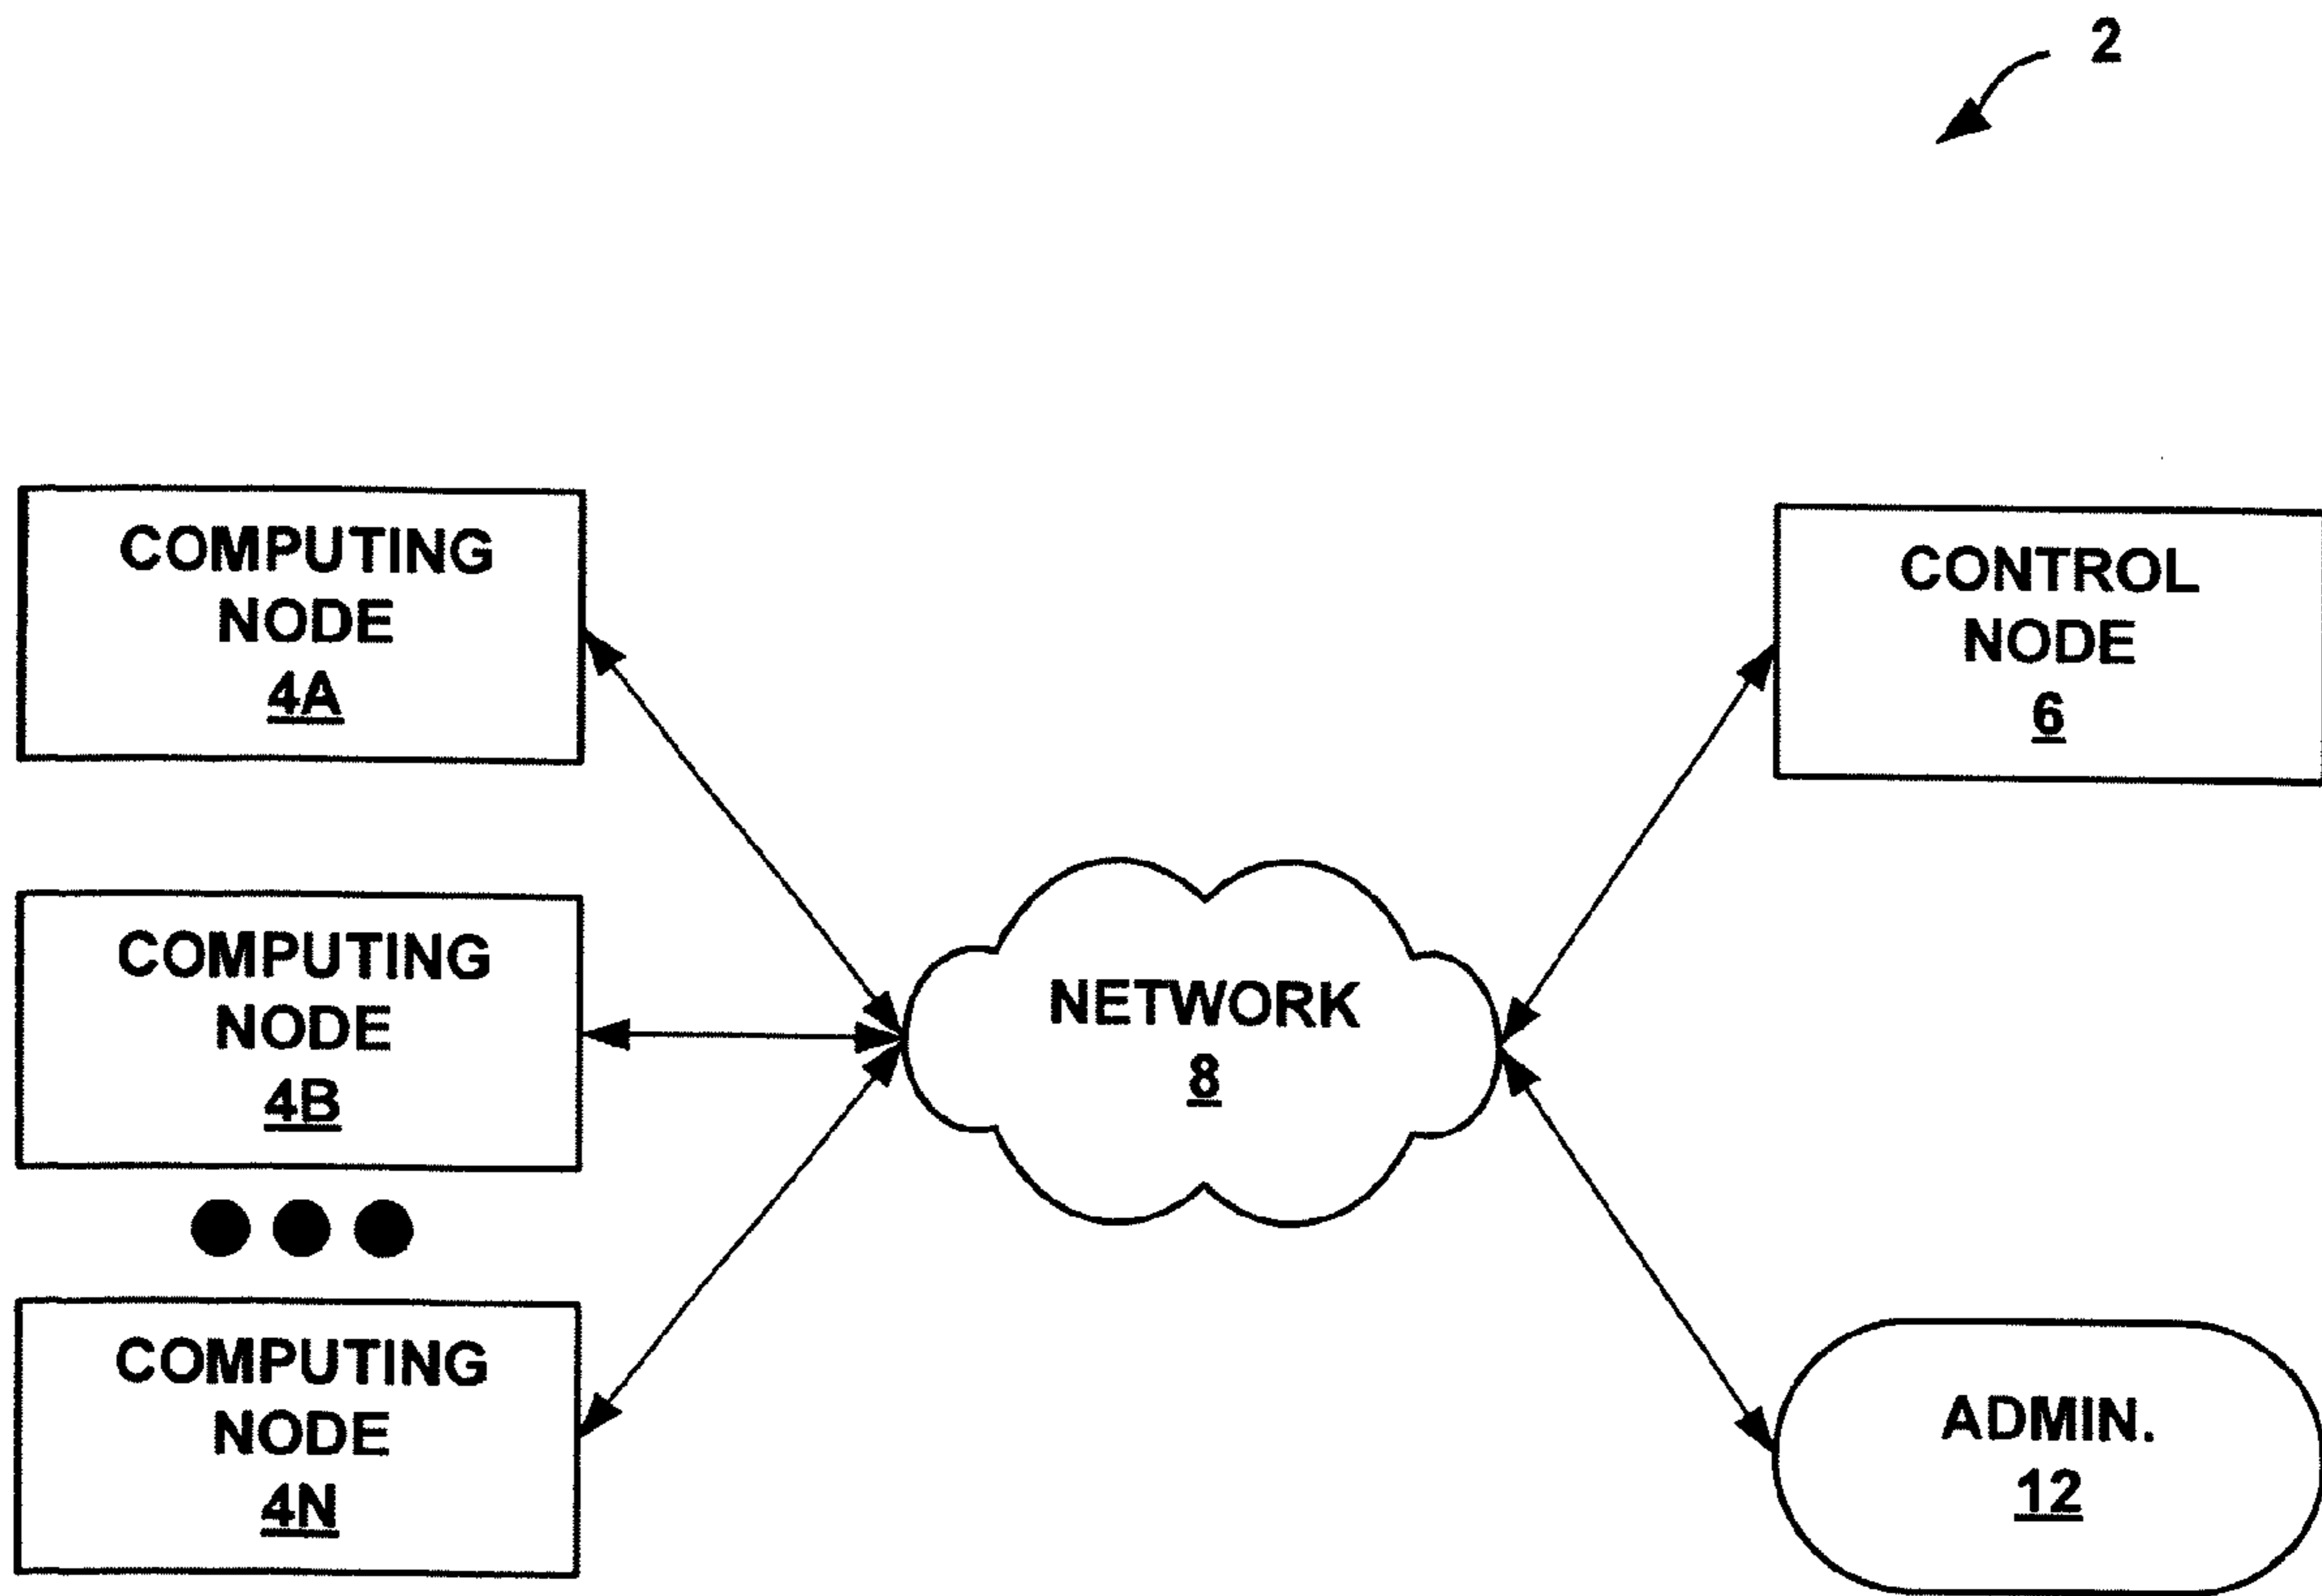 2
COMPUTING
NODE
4A
CONTROL
NODE
6
COMPUTING
NODE
4B
NETWORK
8
COMPUTING
NODE
4N
ADMIN.
12